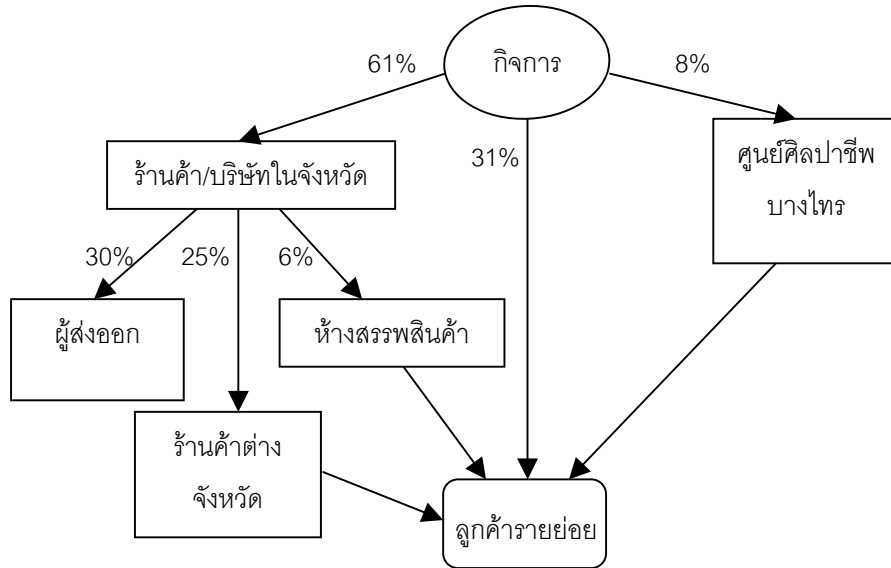 กิจการ
61%
8%
31%
ร้านค้า/บริษัทในจังหวัด
ศูนย์ศิลปาชีพ
บางไทร
30%
25%
6%
ผู้ส่งออก
ห้างสรรพสินค้า
ร้านค้าต่าง
จังหวัด
ลูกค้ารายย่อย